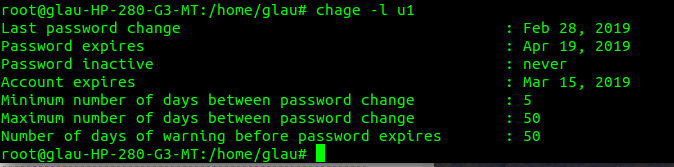 root@glau-HP-280-G3-MT:/home/glau# chage -l u1
Last password change : Feb 28, 2019
Password expires : Apr 19, 2019
Password inactive : never
Account expires : Mar 15, 2019
Minimum number of days between password change : 5
Maximum number of days between password change : 50
Number of days of warning before password expires : 50
root@glau-HP-280-G3-MT:/home/glau#